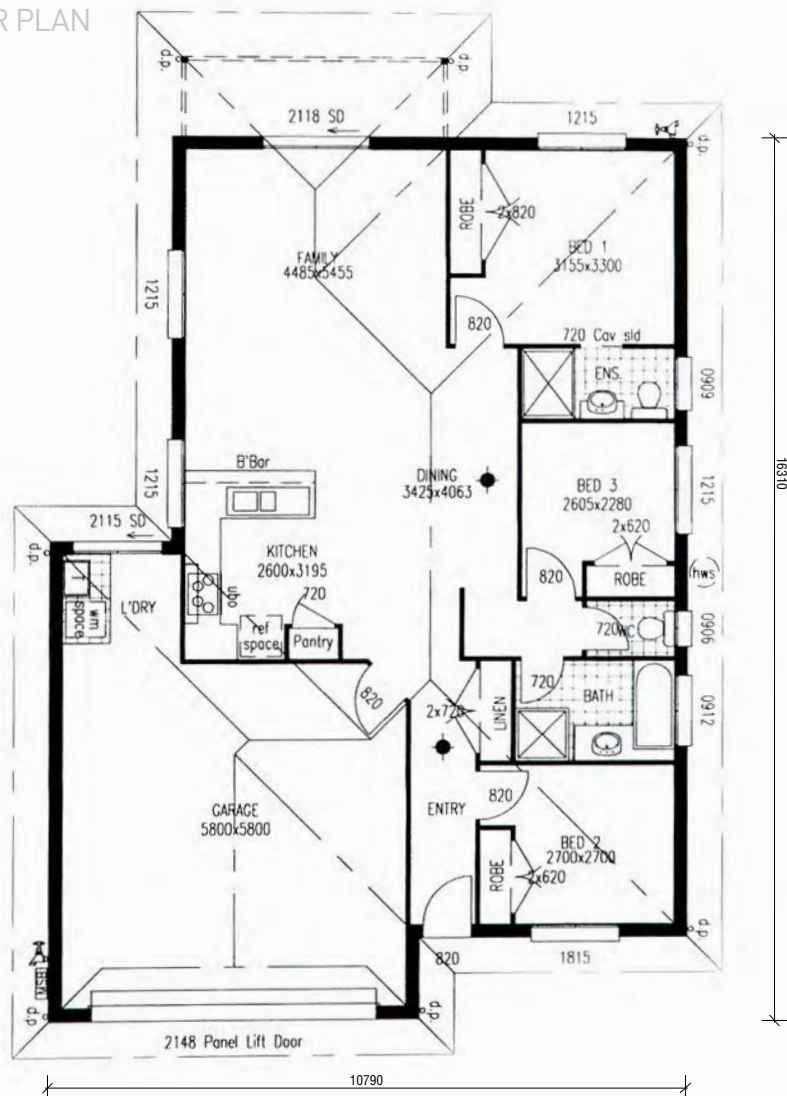 R PLAN
d.p.
d.p
2118 SD
1215
d.p.
ROBE
2x820
BED 1
3155x3300
FAMILY
4485x5455
1215
820
720 Cav sld
ENS.
0909
B'Bar
1215
DINING
3425x4063
BED 3
2605x2280
1215
16310
2115 SD
d.p.
2x620
KITCHEN
2600x3195
820
ROBE
(hws)
T
L'DRY
ubo
720
wm
space
ref
space
Pantry
720
WC
0906
820
720
BATH
2x720
LINEN
0912
GARAGE
5800x5800
ENTRY
820
BED 2
2700x2700
ROBE
2x620
d.p
820
1815
MSB
d.p.
d.p.
2148 Panel Lift Door
10790